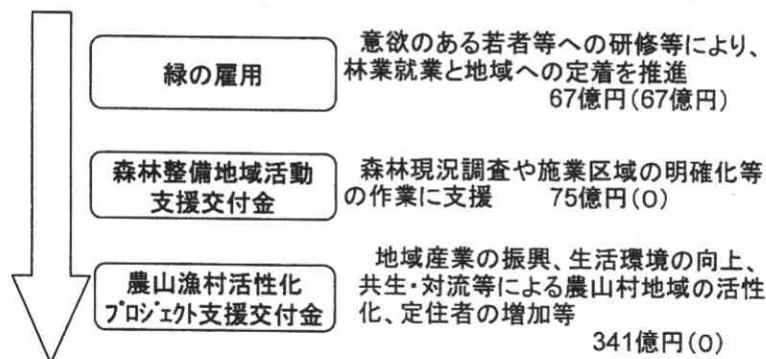 緑の雇用
意欲のある若者等への研修等により、
林業就業と地域への定着を推進
67億円(67億円)
森林整備地域活動
支援交付金
森林現況調査や施業区域の明確化等
の作業に支援 75億円(0)
農山漁村活性化
プロジェクト支援交付金
地域産業の振興、生活環境の向上、
共生・対流等による農山村地域の活性
化、定住者の増加等
341億円(0)